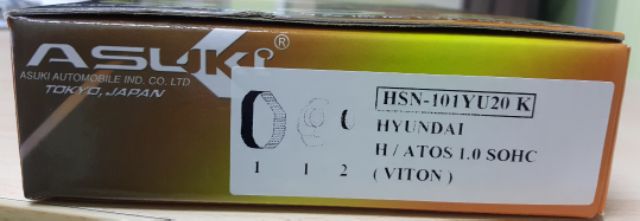 ASUKi®
ASUKI AUTOMOBILE IND. CO. LTD
TOKYO, JAPAN
HSN-101YU20 K
HYUNDAI
H / ATOS 1.0 SOHC
( VITON )
1 1 2